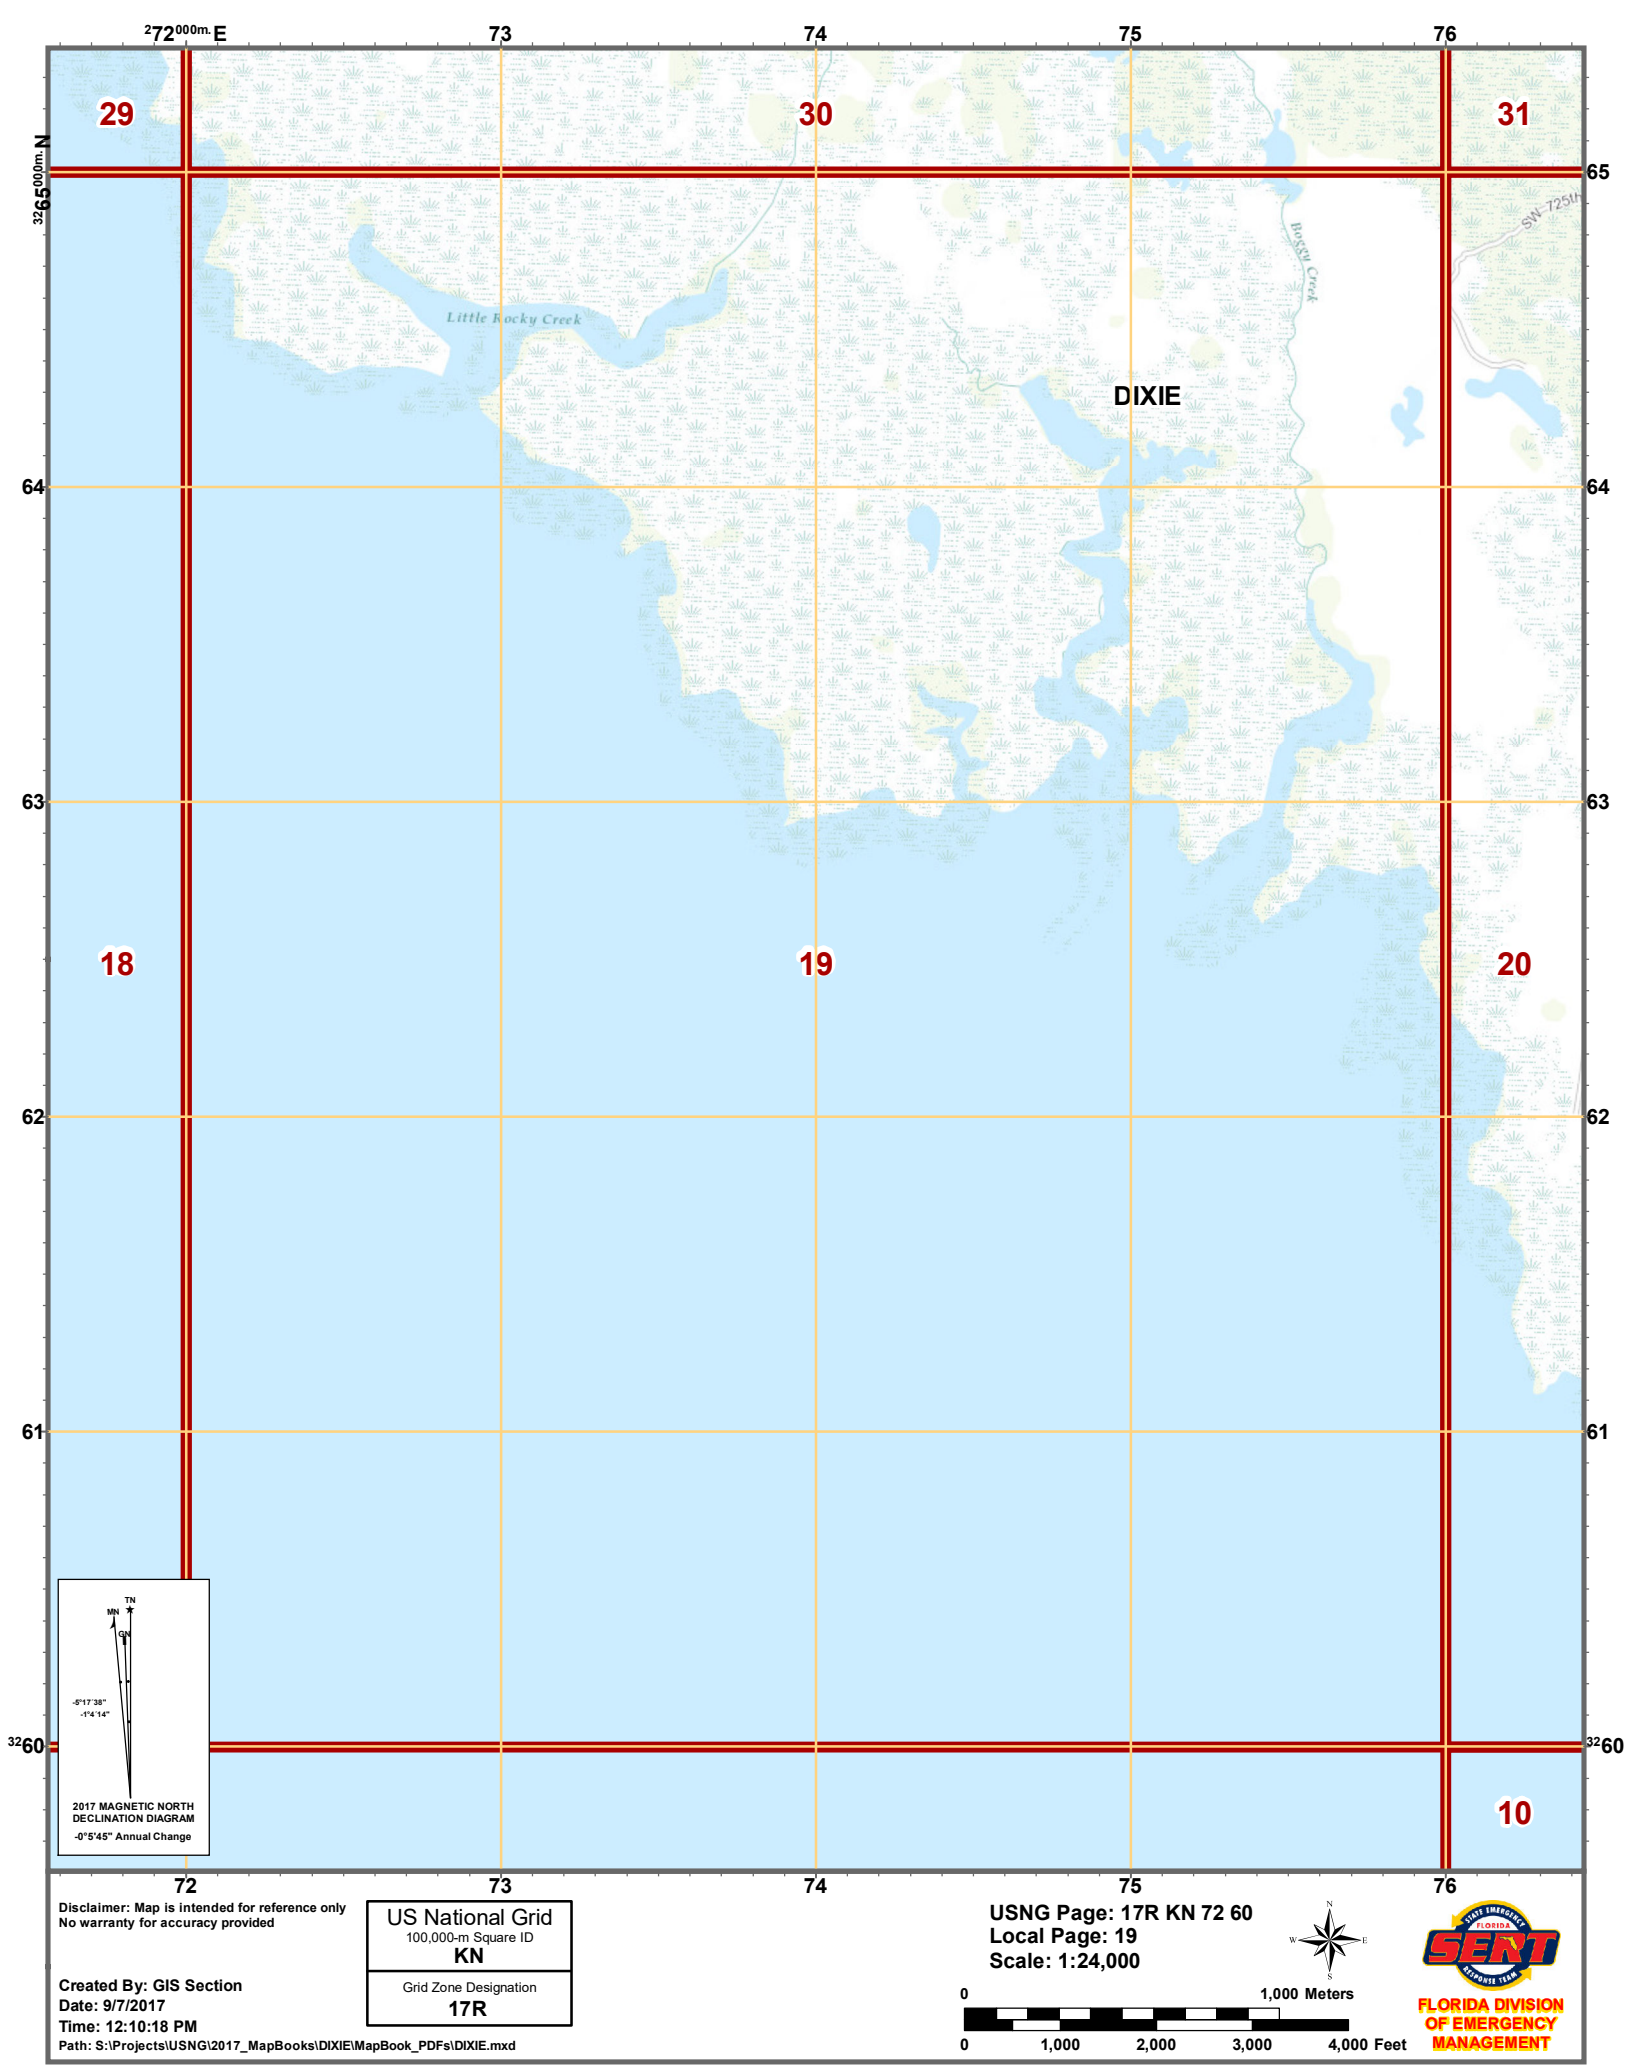 272000m. E 73 74 75 76
29 30 31
3265000m. N 65
SW 725th
Boggy Creek
Little Rocky Creek
DIXIE
64 64
63 63
18 19 20
62 62
61 61
TN
MN
GN
-5°17'38"
-1°4'14"
3260 3260
2017 MAGNETIC NORTH
DECLINATION DIAGRAM
-0°5'45" Annual Change
10
72 73 74 75 76
Disclaimer: Map is intended for reference only
No warranty for accuracy provided
Created By: GIS Section
Date: 9/7/2017
Time: 12:10:18 PM
Path: S:\Projects\USNG\2017_MapBooks\DIXIE\MapBook_PDFs\DIXIE.mxd
US National Grid
100,000-m Square ID
KN
Grid Zone Designation
17R
USNG Page: 17R KN 72 60
Local Page: 19
Scale: 1:24,000
0 1,000 Meters
0 1,000 2,000 3,000 4,000 Feet
N
W E
S
STATE EMERGENCY
FLORIDA
SERT
RESPONSE TEAM
FLORIDA DIVISION
OF EMERGENCY
MANAGEMENT